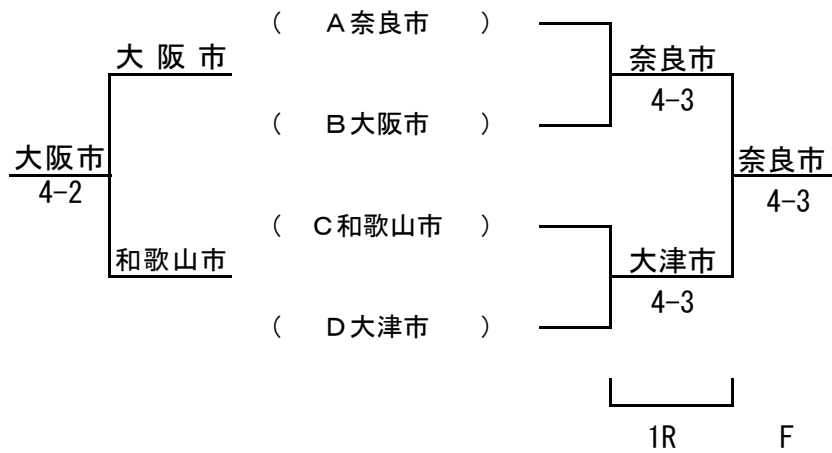 （　Ａ奈良市　）
大 阪 市
奈良市
4-3
（　Ｂ大阪市　）
大阪市
4-2
奈良市
4-3
（　Ｃ和歌山市　）
和歌山市
大津市
4-3
（　Ｄ大津市　）
1R　F